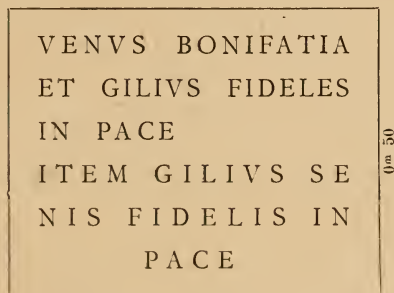 VENVS BONIFATIA
ET GILIVS FIDELES
IN PACE
ITEM GILIVS SE
NIS FIDELIS IN
PACE
0m 50